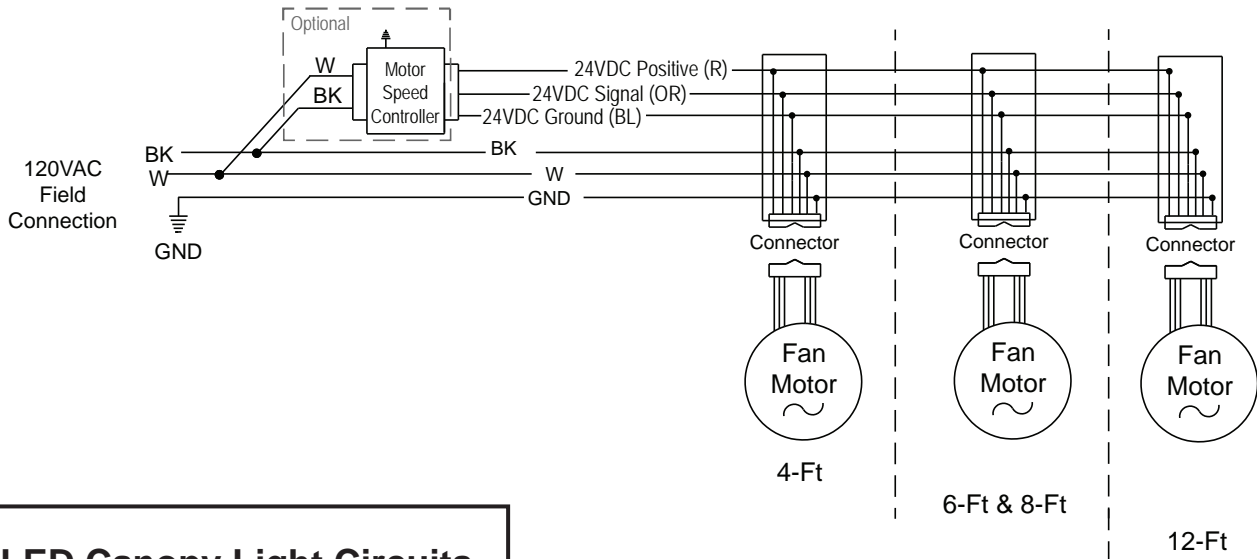 Optional
W
BK
Motor
Speed
Controller
24VDC Positive (R)
24VDC Signal (OR)
24VDC Ground (BL)
120VAC
Field
Connection
BK
W
BK
W
GND
GND
Connector
Connector
Connector
Fan
Motor
Fan
Motor
Fan
Motor
4-Ft
6-Ft & 8-Ft
12-Ft
LED Canopy Light Circuits